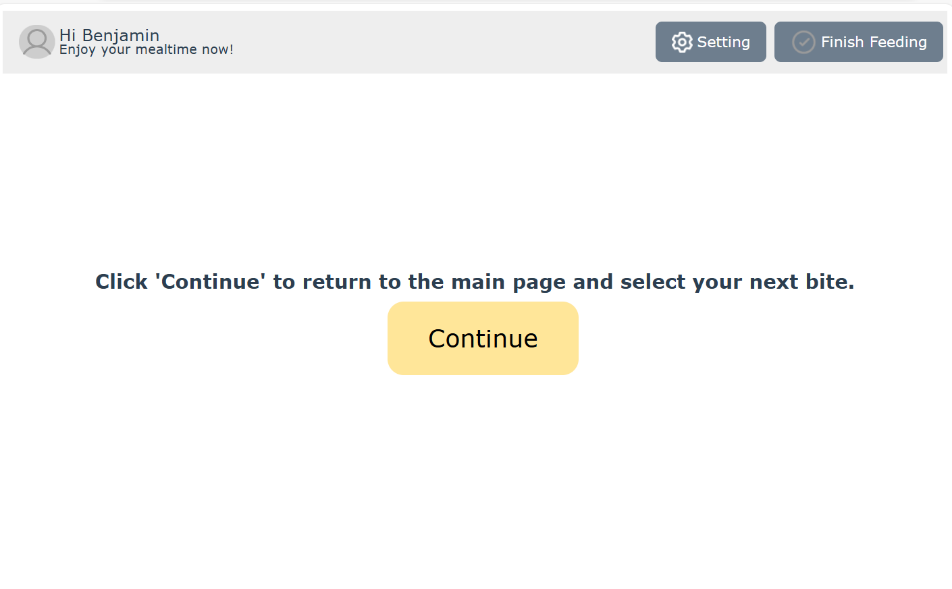 Hi Benjamin
Enjoy your mealtime now!
Setting
Finish Feeding
Click 'Continue' to return to the main page and select your next bite.
Continue